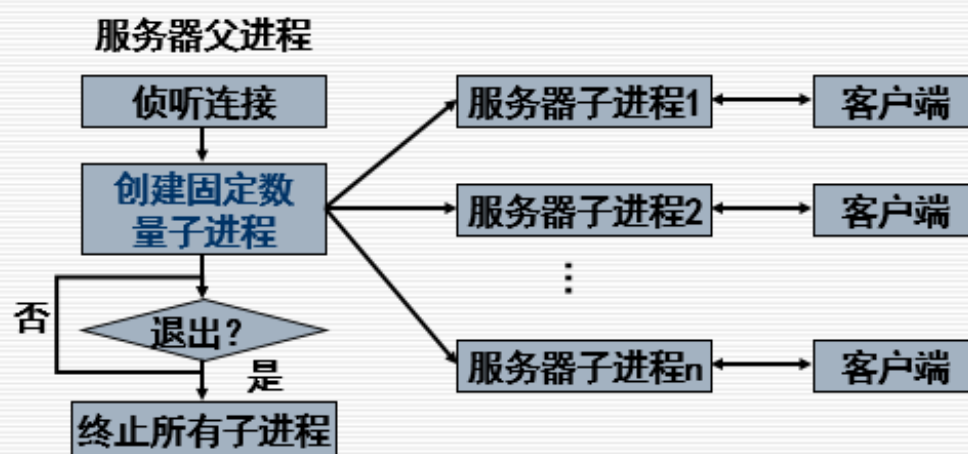 服务器父进程
侦听连接
创建固定数
量子进程
否
退出?
是
终止所有子进程
服务器子进程1
客户端
服务器子进程2
客户端
⋮
服务器子进程n
客户端